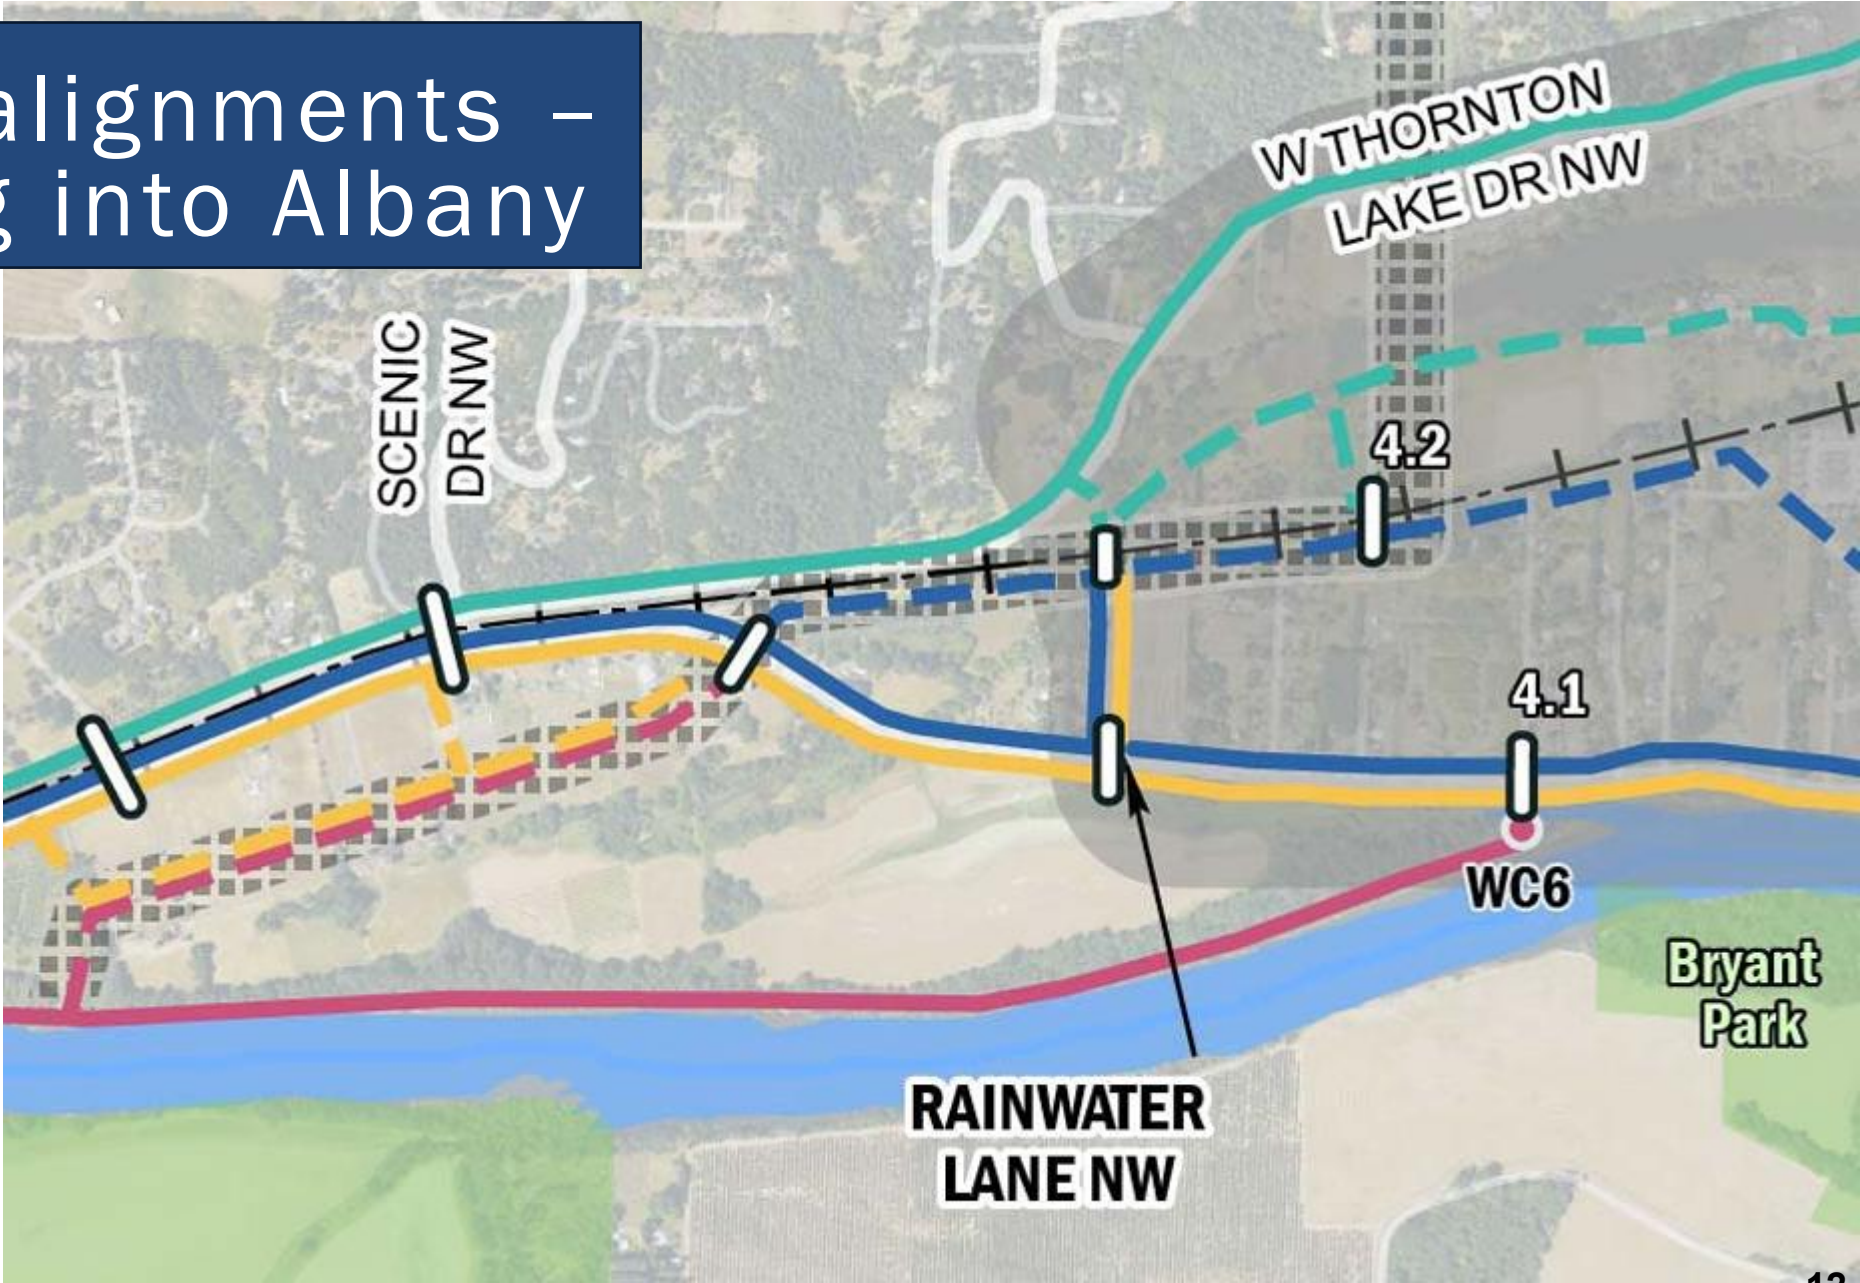 alignments –
g into Albany
W THORNTON
LAKE DR NW
SCENIC
DR NW
4.2
4.1
WC6
Bryant
Park
RAINWATER
LANE NW